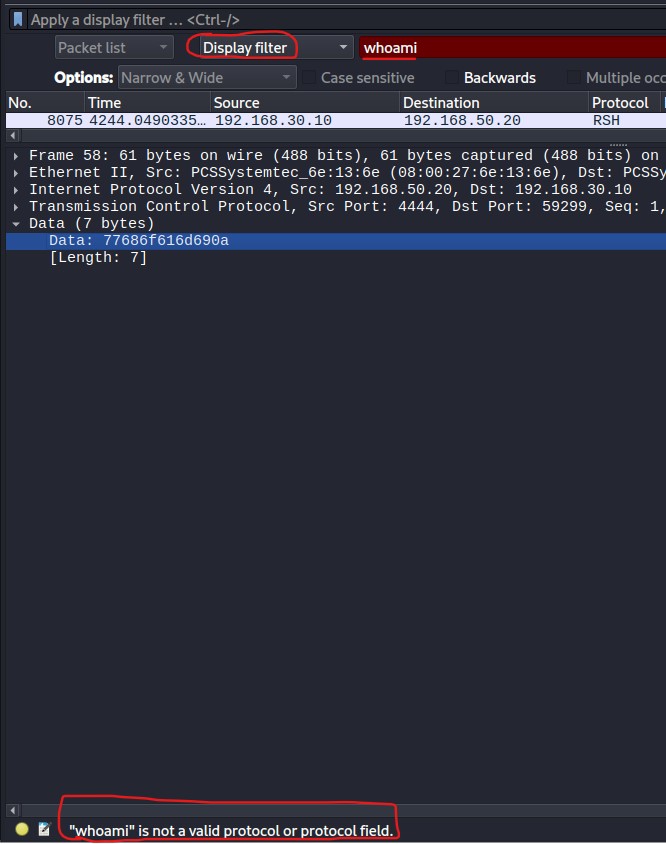 Apply a display filter ... <Ctrl-/>
Packet list Display filter whoami
Options: Narrow & Wide Case sensitive Backwards Multiple occ
No. Time Source Destination Protocol
8075 4244.0490335… 192.168.30.10 192.168.50.20 RSH
Frame 58: 61 bytes on wire (488 bits), 61 bytes captured (488 bits) on
Ethernet II, Src: PCSSystemtec_6e:13:6e (08:00:27:6e:13:6e), Dst: PCSSy
Internet Protocol Version 4, Src: 192.168.50.20, Dst: 192.168.30.10
Transmission Control Protocol, Src Port: 4444, Dst Port: 59299, Seq: 1,
Data (7 bytes)
Data: 77686f616d690a
[Length: 7]
"whoami" is not a valid protocol or protocol field.